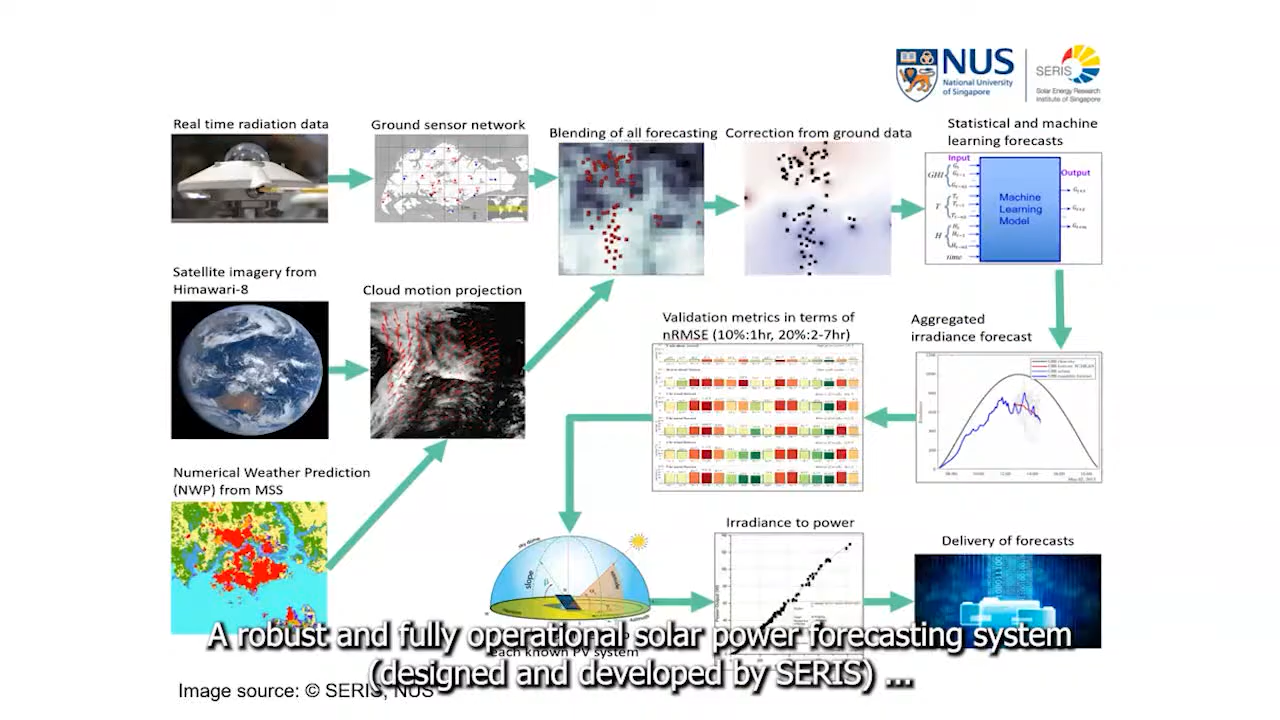 NUS
National University
of Singapore
SERIS
Solar Energy Research
Institute of Singapore
Real time radiation data
Ground sensor network
Blending of all forecasting
Correction from ground data
Statistical and machine
learning forecasts
Input
Output
GHI
T
H
time
Machine
Learning
Model
Satellite imagery from
Himawari-8
Cloud motion projection
Validation metrics in terms of
nRMSE (10%:1hr, 20%:2-7hr)
Aggregated
irradiance forecast
Numerical Weather Prediction
(NWP) from MSS
sky dome
slope
Irradiance to power
Delivery of forecasts
each known PV system
A robust and fully operational solar power forecasting system
(designed and developed by SERIS) ...
Image source: © SERIS, NUS